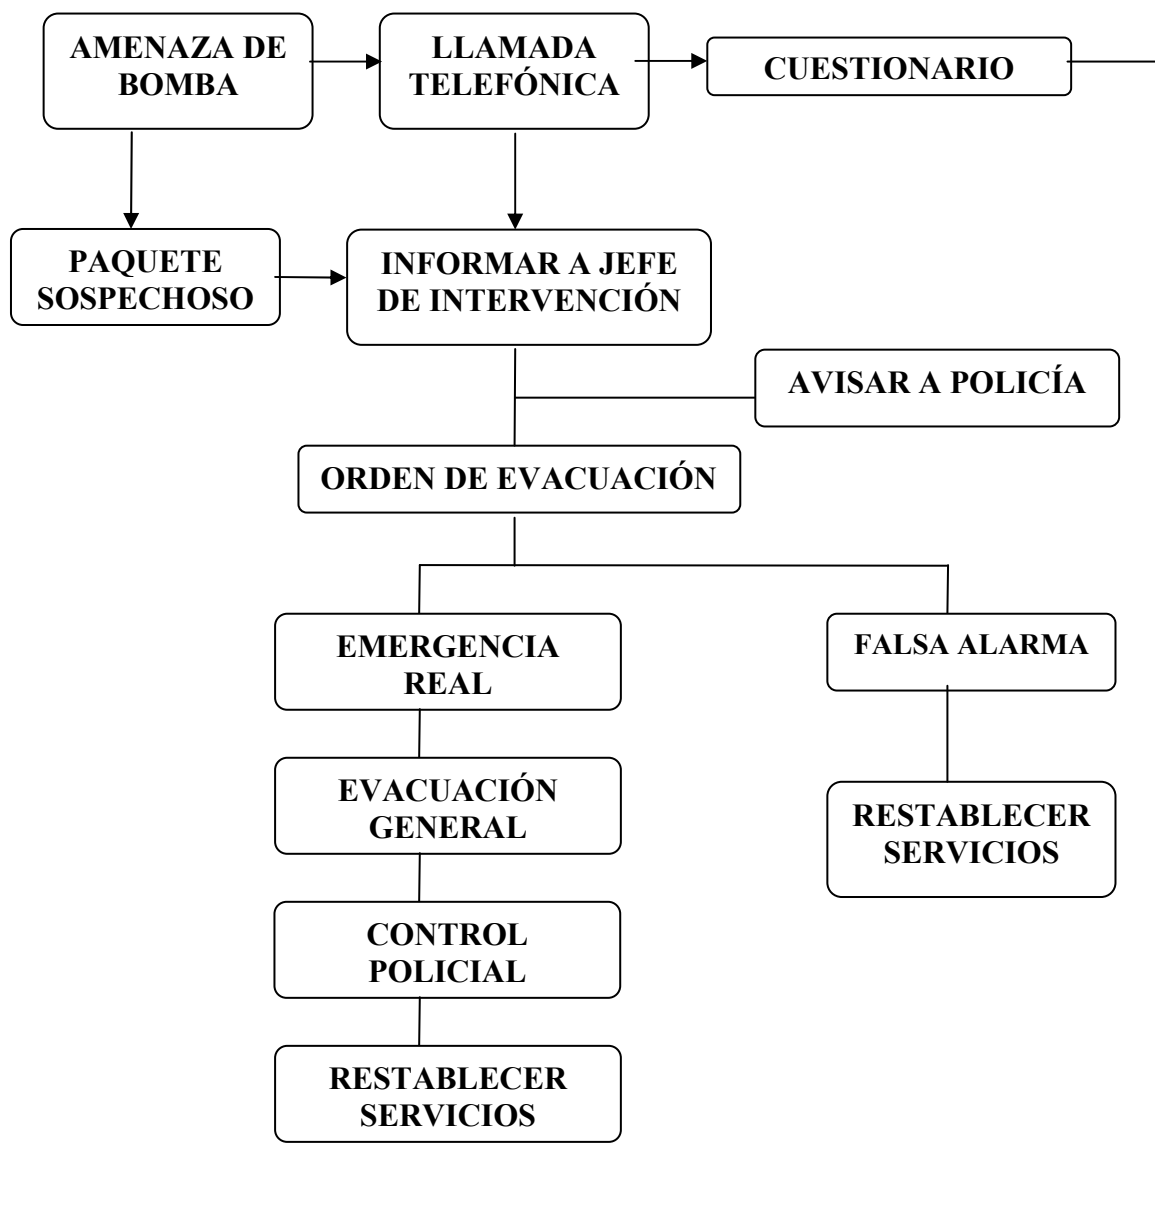 AMENAZA DE
BOMBA
LLAMADA
TELEFÓNICA
CUESTIONARIO
PAQUETE
SOSPECHOSO
INFORMAR A JEFE
DE INTERVENCIÓN
AVISAR A POLICÍA
ORDEN DE EVACUACIÓN
EMERGENCIA
REAL
FALSA ALARMA
EVACUACIÓN
GENERAL
RESTABLECER
SERVICIOS
CONTROL
POLICIAL
RESTABLECER
SERVICIOS